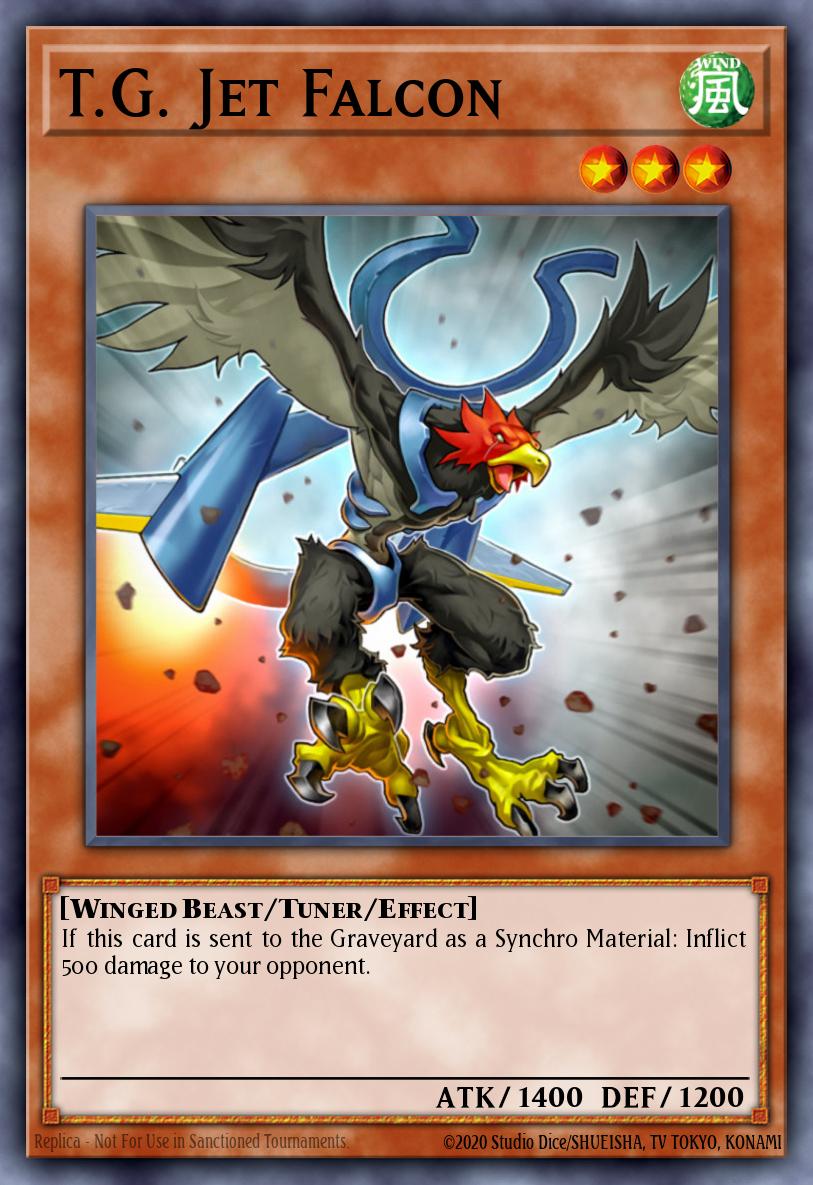 T.G. Jet Falcon
WIND
風
[Winged Beast/Tuner/Effect]
If this card is sent to the Graveyard as a Synchro Material: Inflict
500 damage to your opponent.
ATK/1400 DEF/1200
Replica - Not For Use in Sanctioned Tournaments.
©2020 Studio Dice/SHUEISHA, TV TOKYO, KONAMI